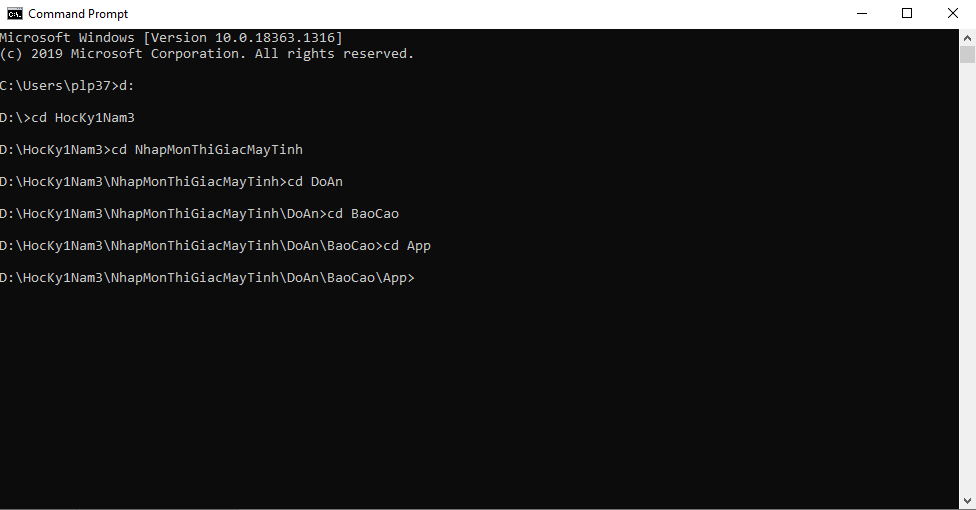 Command Prompt
Microsoft Windows [Version 10.0.18363.1316]
(c) 2019 Microsoft Corporation. All rights reserved.
C:\Users\plp37>d:
D:\>cd HocKy1Nam3
D:\HocKy1Nam3>cd NhapMonThiGiacMayTinh
D:\HocKy1Nam3\NhapMonThiGiacMayTinh>cd DoAn
D:\HocKy1Nam3\NhapMonThiGiacMayTinh\DoAn>cd BaoCao
D:\HocKy1Nam3\NhapMonThiGiacMayTinh\DoAn\BaoCao>cd App
D:\HocKy1Nam3\NhapMonThiGiacMayTinh\DoAn\BaoCao\App>